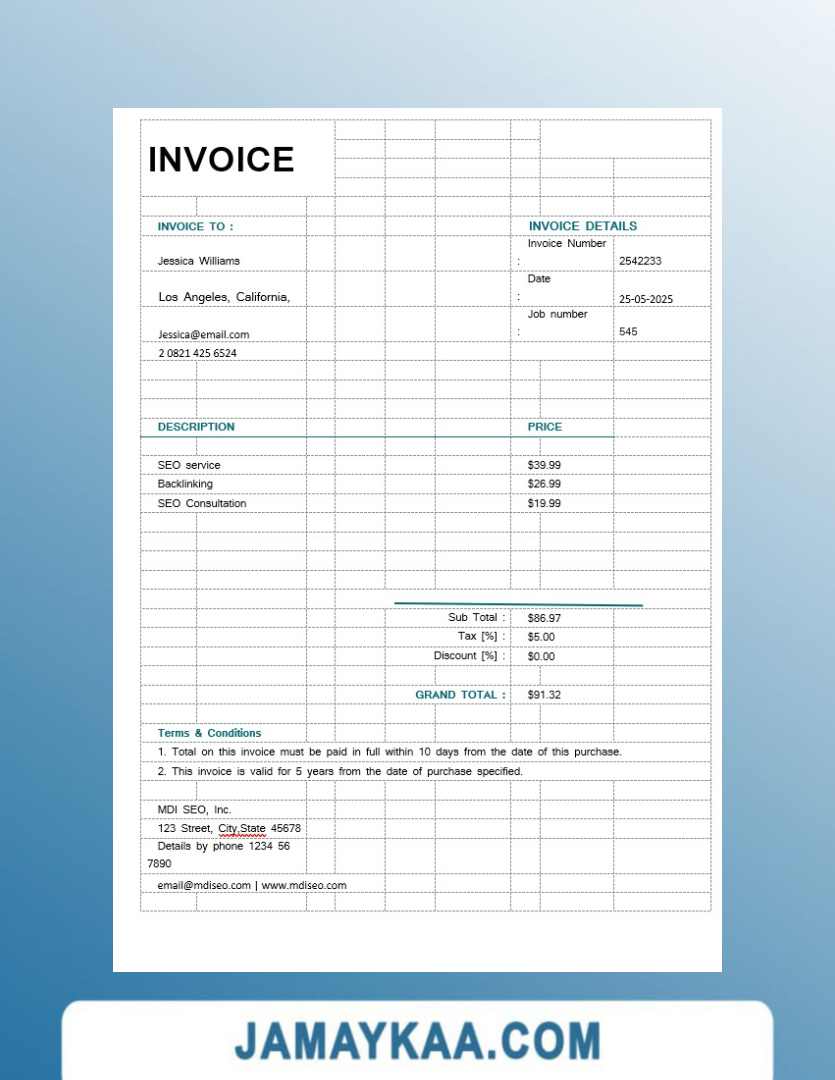 INVOICE
INVOICE TO :
INVOICE DETAILS
Invoice Number
Jessica Williams
:
2542233
Date
Los Angeles, California,
:
25-05-2025
Job number
Jessica@email.com
:
545
2 0821 425 6524
DESCRIPTION
PRICE
SEO service
$39.99
Backlinking
$26.99
SEO Consultation
$19.99
Sub Total :
$86.97
Tax [%] :
$5.00
Discount [%] :
$0.00
GRAND TOTAL :
$91.32
Terms & Conditions
1. Total on this invoice must be paid in full within 10 days from the date of this purchase.
2. This invoice is valid for 5 years from the date of purchase specified.
MDI SEO, Inc.
123 Street, City,State 45678
Details by phone 1234 56
7890
email@mdiseo.com | www.mdiseo.com
JAMAYKAA.COM